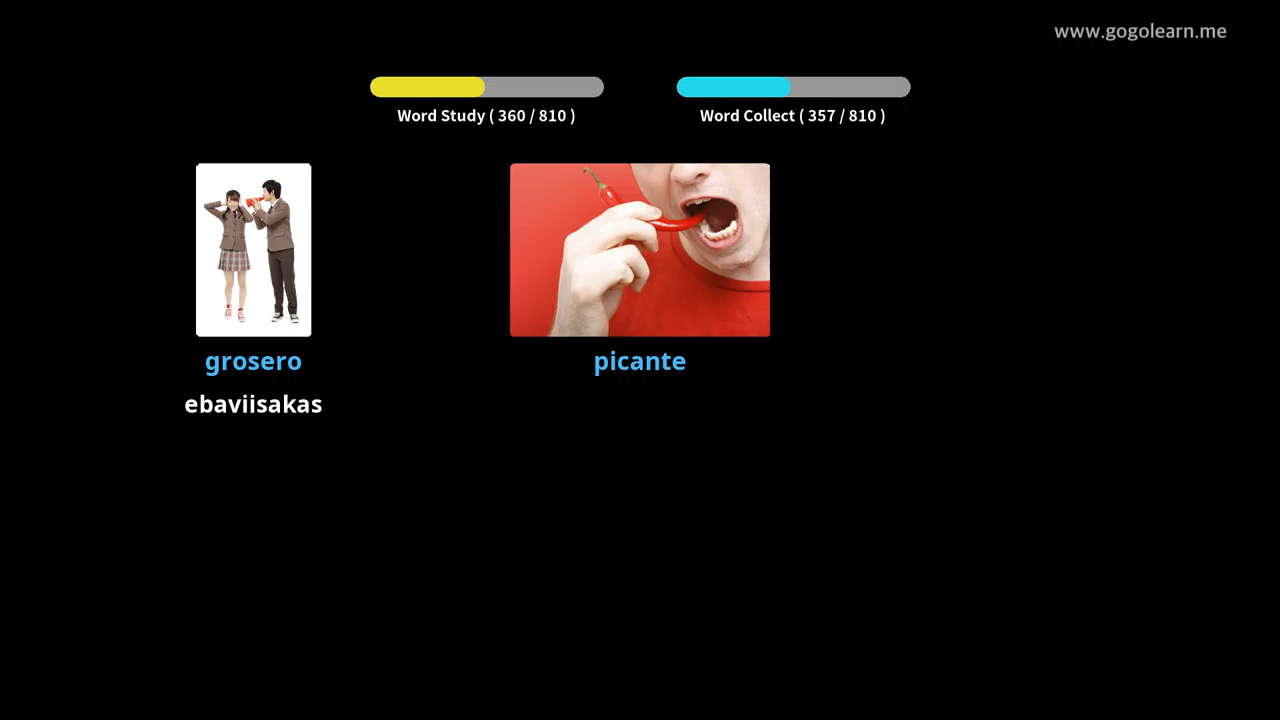 www.gogolearn.me
Word Study ( 360 / 810 )
Word Collect ( 357 / 810 )
grosero
picante
ebaviisakas